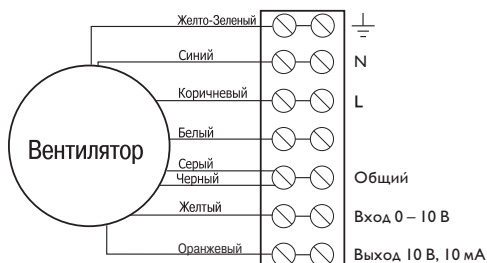 Желто-Зеленый
Синий N
Коричневый L
Белый
Вентилятор
Серый
Черный Общий
Желтый Вход 0 – 10 В
Оранжевый Выход 10 В, 10 мА